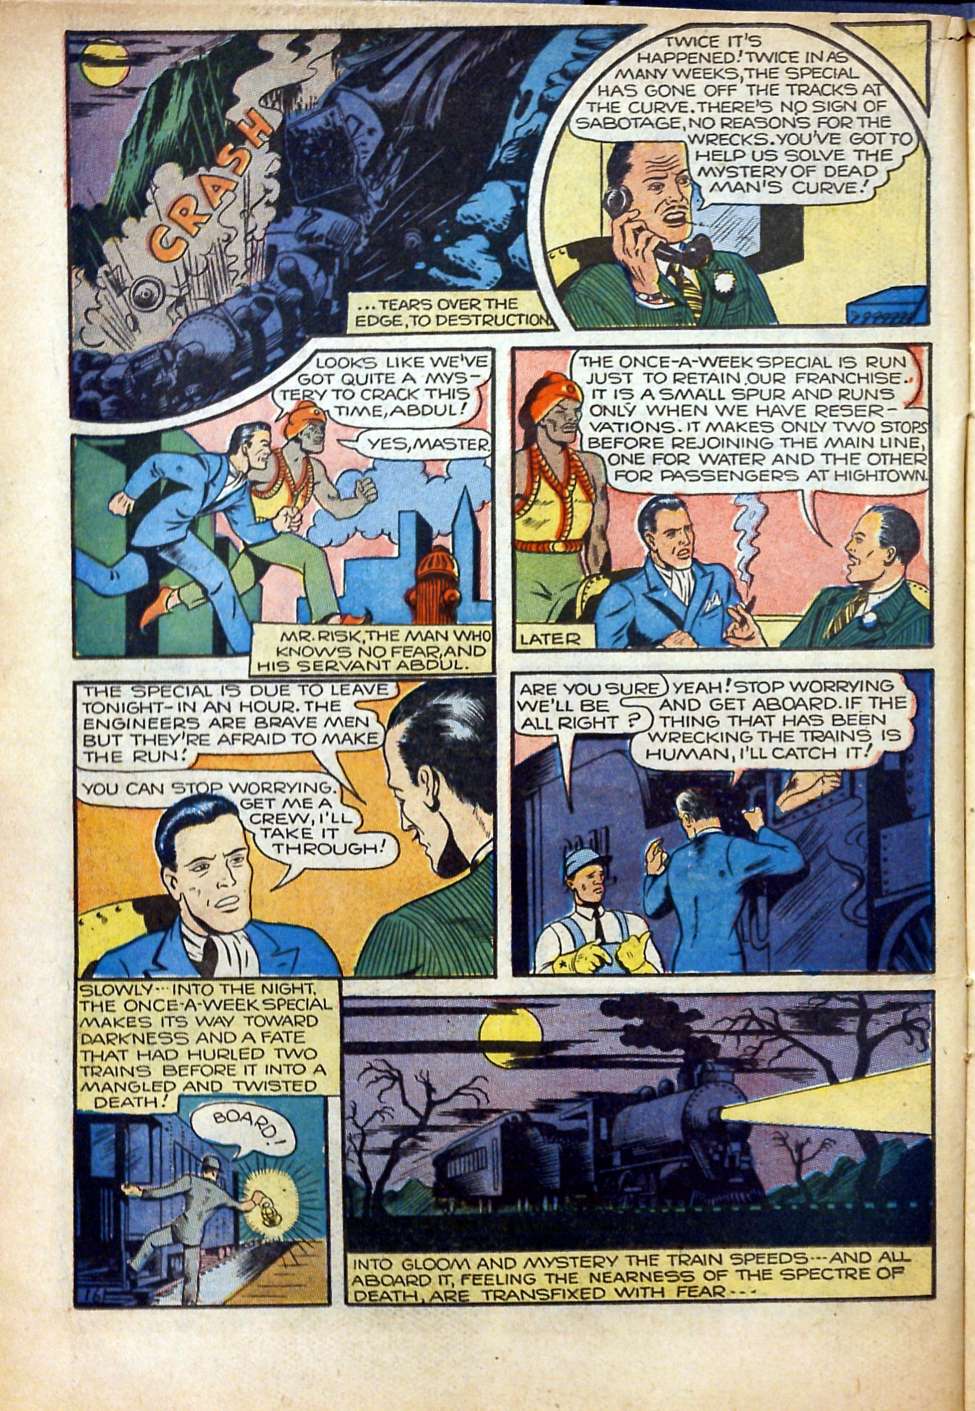 CRASH
...TEARS OVER THE
EDGE, TO DESTRUCTION.
TWICE IT'S
HAPPENED! TWICE IN AS
MANY WEEKS, THE SPECIAL
HAS GONE OFF THE TRACKS AT
THE CURVE. THERE'S NO SIGN OF
SABOTAGE, NO REASONS FOR THE
WRECKS. YOU'VE GOT TO
HELP US SOLVE THE
MYSTERY OF DEAD
MAN'S CURVE!
LOOKS LIKE WE'VE
GOT QUITE A MYS-
TERY TO CRACK THIS
TIME, ABDUL!
YES, MASTER.
MR. RISK, THE MAN WHO
KNOWS NO FEAR, AND
HIS SERVANT ABDUL.
THE ONCE-A-WEEK SPECIAL IS RUN
JUST TO RETAIN OUR FRANCHISE.
IT IS A SMALL SPUR AND RUNS
ONLY WHEN WE HAVE RESER-
VATIONS. IT MAKES ONLY TWO STOPS
BEFORE REJOINING THE MAIN LINE,
ONE FOR WATER AND THE OTHER
FOR PASSENGERS AT HIGHTOWN.
LATER
THE SPECIAL IS DUE TO LEAVE
TONIGHT-IN AN HOUR. THE
ENGINEERS ARE BRAVE MEN
BUT THEY'RE AFRAID TO MAKE
THE RUN!
YOU CAN STOP WORRYING.
GET ME A
CREW, I'LL
TAKE IT
THROUGH!
ARE YOU SURE
WE'LL BE
ALL RIGHT?
YEAH! STOP WORRYING
AND GET ABOARD. IF THE
THING THAT HAS BEEN
WRECKING THE TRAINS IS
HUMAN, I'LL CATCH IT!
SLOWLY--- INTO THE NIGHT,
THE ONCE-A-WEEK SPECIAL
MAKES ITS WAY TOWARD
DARKNESS AND A FATE
THAT HAD HURLED TWO
TRAINS BEFORE IT INTO A
MANGLED AND TWISTED
DEATH!
BOARD!
INTO GLOOM AND MYSTERY THE TRAIN SPEEDS---AND ALL
ABOARD IT, FEELING THE NEARNESS OF THE SPECTRE OF
DEATH, ARE TRANSFIXED WITH FEAR---